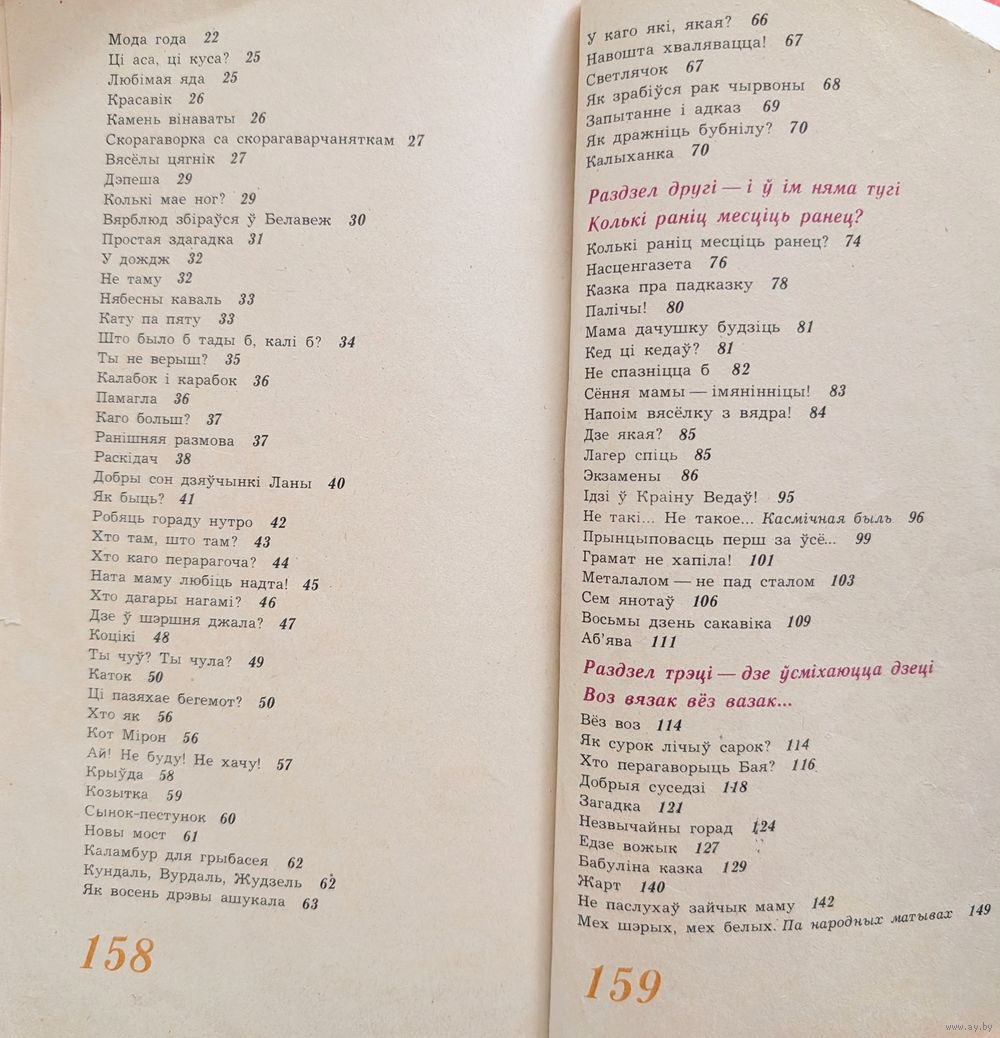 Мода года 22
Ці аса, ці куса? 25
Любімая яда 25
Красавік 26
Камень вінаваты 26
Скорагаворка са скорагаварчаняткам 27
Вясёлы цягнік 27
Дэпеша 29
Колькі мае ног? 29
Вярблюд збіраўся ў Белавеж 30
Простая здагадка 31
У дождж 32
Не таму 32
Нябесны каваль 33
Кату па пяту 33
Што было б тады б, калі б? 34
Ты не верыш? 35
Калабок і карабок 36
Памагла 36
Каго больш? 37
Ранішняя размова 37
Раскідач 38
Добры сон дзяўчынкі Ланы 40
Як быць? 41
Робяць гораду нутро 42
Хто там, што там? 43
Хто каго перарагоча? 44
Ната маму любіць надта! 45
Хто дагары нагамі? 46
Дзе ў шэршня джала? 47
Коцікі 48
Ты чуў? Ты чула? 49
Каток 50
Ці пазяхае бегемот? 50
Хто як 56
Кот Мірон 56
Ай! Не буду! Не хачу! 57
Крыўда 58
Козытка 59
Сынок-пестунок 60
Новы мост 61
Каламбур для грыбасея 62
Кундаль, Вурдаль, Жудзель 62
Як восень дрэвы ашукала 63
158
У каго які, якая? 66
Навошта хвалявацца! 67
Светлячок 67
Як зрабіўся рак чырвоны 68
Запытанне і адказ 69
Як дражніць бубнілу? 70
Калыханка 70
Раздзел другі — і ў ім няма тугі
Колькі раніц месціць ранец?
Колькі раніц месціць ранец? 74
Насценгазета 76
Казка пра падказку 78
Палічы! 80
Мама дачушку будзіць 81
Кед ці кедаў? 81
Не спазніцца б 82
Сёння мамы — імянінніцы! 83
Напоім вясёлку з вядра! 84
Дзе якая? 85
Лагер спіць 85
Экзамены 86
Ідзі ў Краіну Ведаў! 95
Не такі... Не такое... Касмічная быль 96
Прынцыповасць перш за ўсё... 99
Грамат не хапіла! 101
Металалом — не пад сталом 103
Сем янотаў 106
Восьмы дзень сакавіка 109
Аб’ява 111
Раздзел трэці — дзе ўсміхаюцца дзеці
Воз вязак вёз вазак...
Вёз воз 114
Як сурок лічыў сарок? 114
Хто перагаворыць Бая? 116
Добрыя суседзі 118
Загадка 121
Незвычайны горад 124
Едзе вожык 127
Бабуліна казка 129
Жарт 140
Не паслухаў зайчык маму 142
Мех шэрых, мех белых. Па народных матывах 149
159
www.ay.by